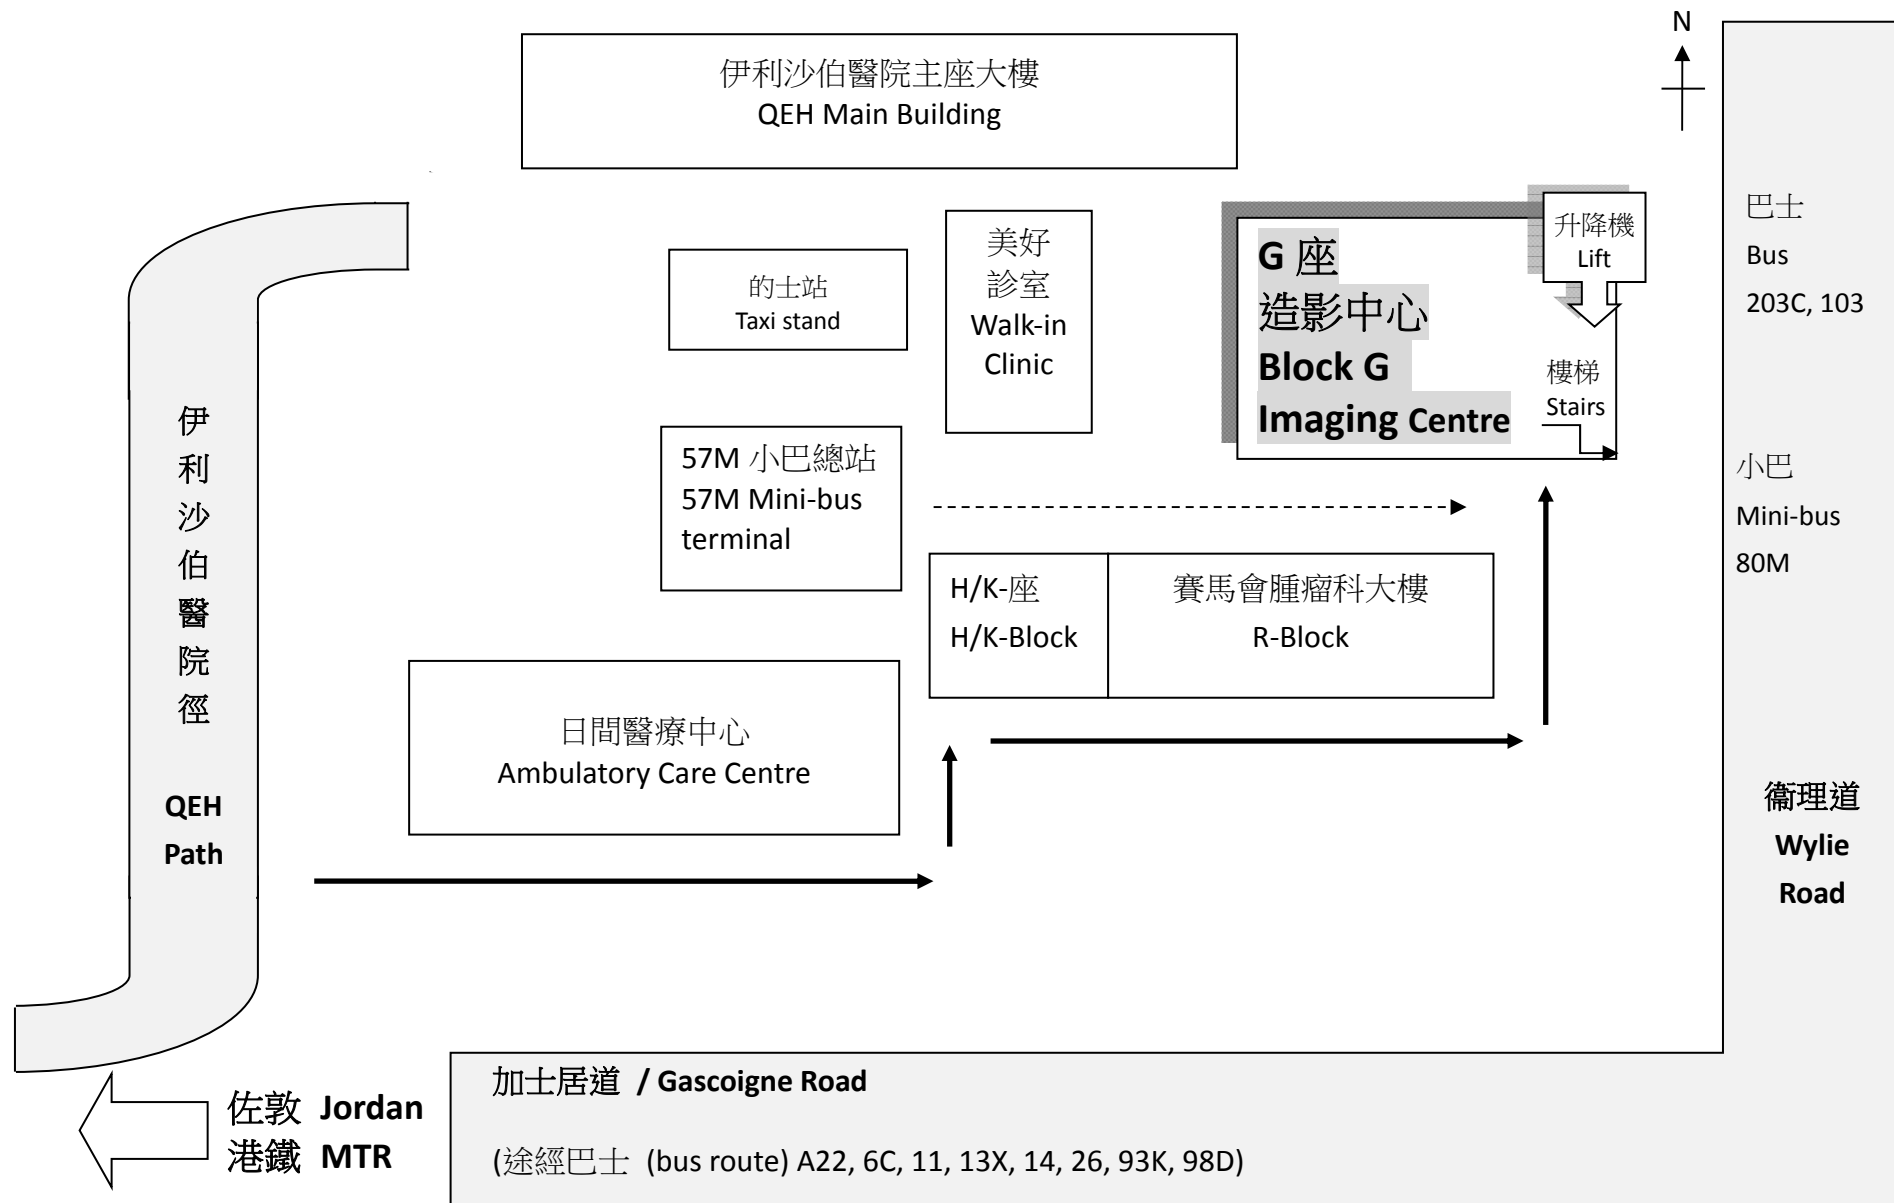 N
伊利沙伯醫院主座大樓
QEH Main Building
巴士
Bus
203C, 103
升降機
Lift
美好
診室
Walk-in
Clinic
G 座
造影中心
Block G
Imaging Centre
的士站
Taxi stand
樓梯
Stairs
伊
利
沙
伯
醫
院
徑
QEH
Path
57M 小巴總站
57M Mini-bus
terminal
小巴
Mini-bus
80M
H/K-座
H/K-Block
賽馬會腫瘤科大樓
R-Block
日間醫療中心
Ambulatory Care Centre
衞理道
Wylie
Road
加士居道 / Gascoigne Road
(途經巴士 (bus route) A22, 6C, 11, 13X, 14, 26, 93K, 98D)
佐敦 Jordan
港鐵 MTR